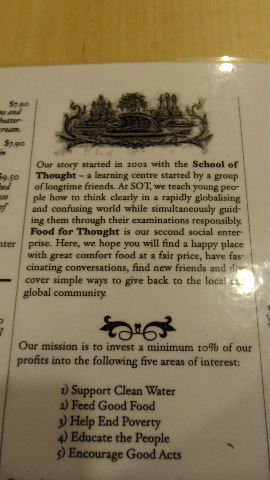 $7.90
ns and
butter-
cream.
$7.90
in
$9.50
ked
uso
of
nter
Our story started in 2002 with the School of
Thought – a learning centre started by a group
of longtime friends. At SOT, we teach young peo-
ple how to think clearly in a rapidly globalising
and confusing world while simultaneously guid-
ing them through their examinations responsibly.
Food for Thought is our second social enter-
prise. Here, we hope you will find a happy place
with great comfort food at a fair price, have fas-
cinating conversations, find new friends and dis-
cover simple ways to give back to the local
global community.
Our mission is to invest a minimum 10% of our
profits into the following five areas of interest:
1) Support Clean Water
2) Feed Good Food
3) Help End Poverty
4) Educate the People
5) Encourage Good Acts